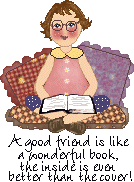 A good friend is like
a wonderful book,
the inside is even
better than the cover!